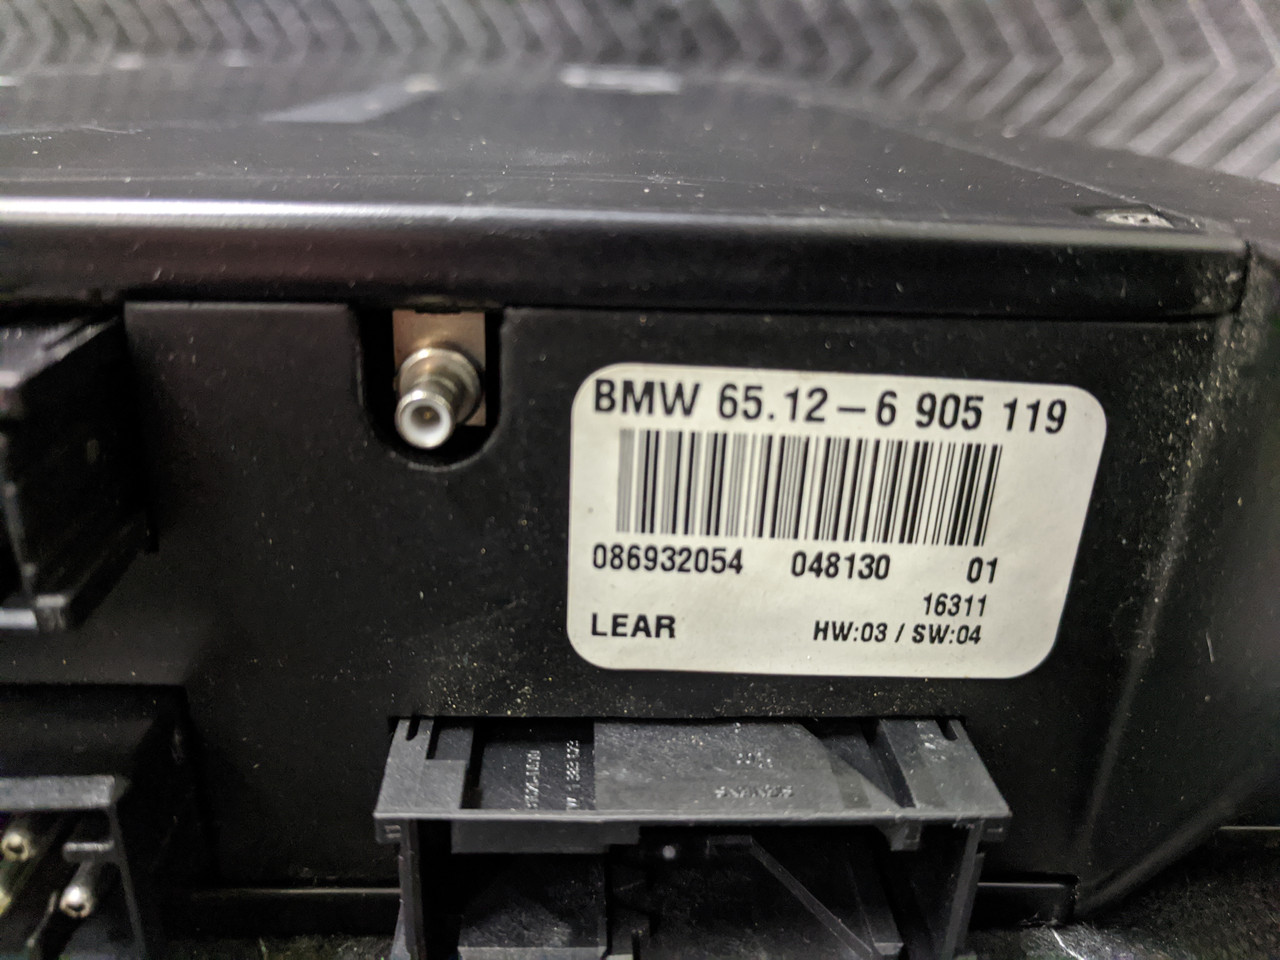 BMW 65.12-6 905 119
086932054 048130 01
16311
LEAR HW:03 / SW:04